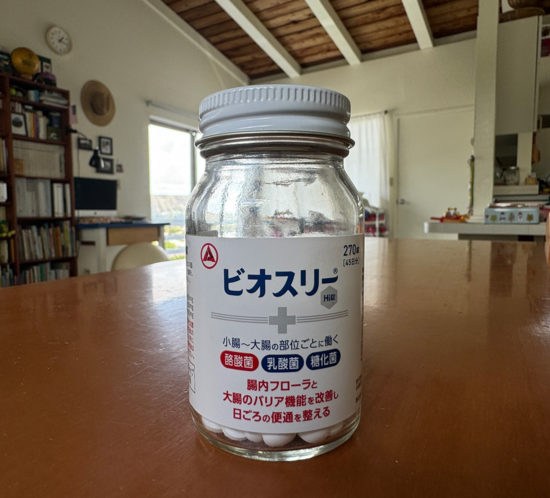 270錠
[45日分]
ビオスリー®
Hi錠
小腸～大腸の部位ごとに働く
酪酸菌 乳酸菌 糖化菌
腸内フローラと
大腸のバリア機能を改善し
日ごろの便通を整える